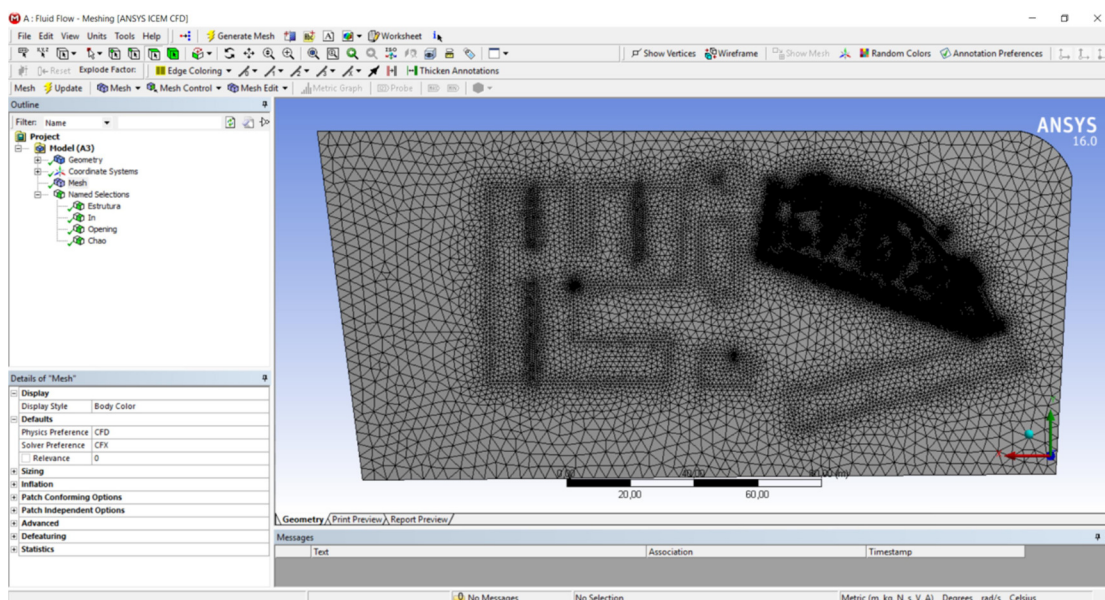 A : Fluid Flow - Meshing [ANSYS ICEM CFD]
File Edit View Units Tools Help Generate Mesh Worksheet
Show Vertices Wireframe Show Mesh Random Colors Annotation Preferences
Reset Explode Factor: Edge Coloring Thicken Annotations
Mesh Update Mesh Mesh Control Mesh Edit Metric Graph Probe
Outline
Filter: Name
Project
Model (A3)
Geometry
Coordinate Systems
Mesh
Named Selections
Estrutura
In
Opening
Chao
ANSYS
16.0
Details of "Mesh"
Display
Display Style Body Color
Defaults
Physics Preference CFD
Solver Preference CFX
Relevance 0
Sizing
Inflation
Patch Conforming Options
Patch Independent Options
Advanced
Defeaturing
Statistics
20,00 60,00
Geometry Print Preview Report Preview
Messages
Text Association Timestamp
No Messages No Selection Metric (m, kg, N, s, V, A) Degrees rad/s Celsius